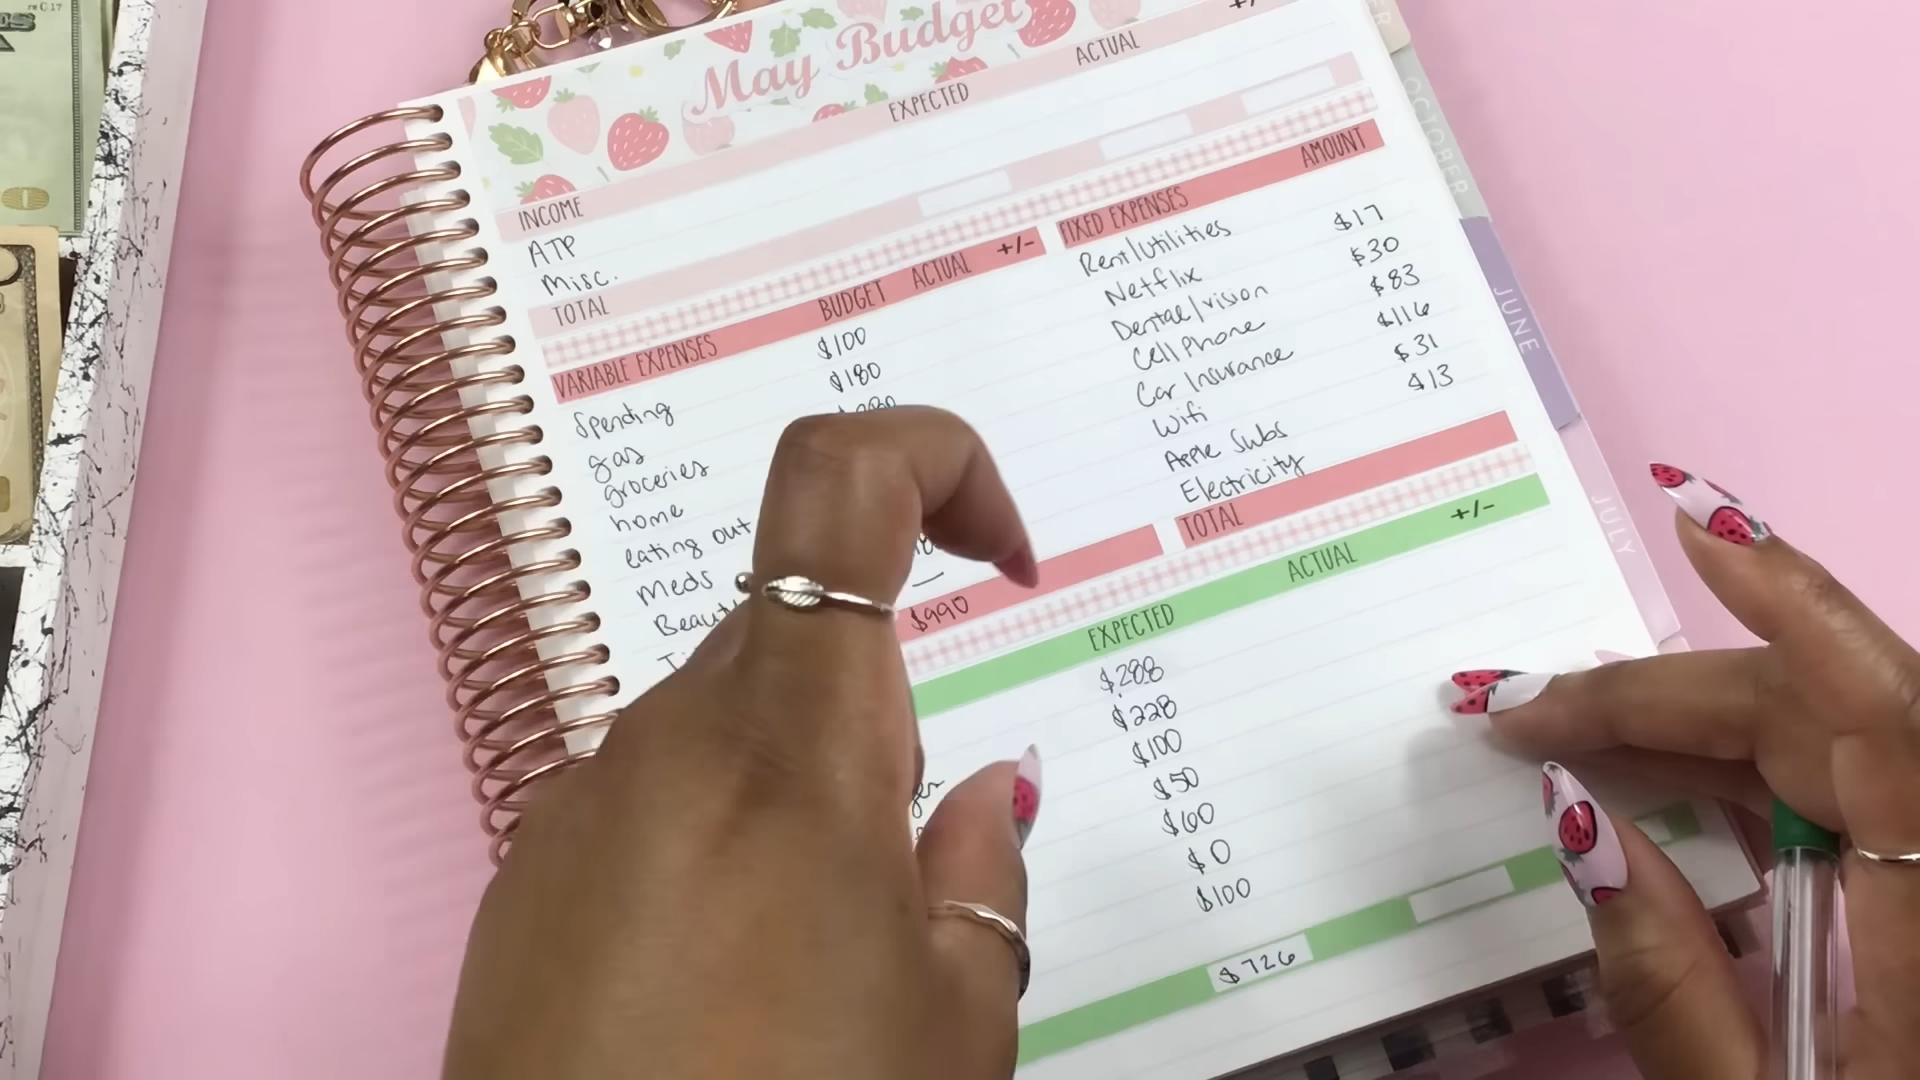 May Budget
INCOME EXPECTED ACTUAL +/-
ATP
Misc.
TOTAL
VARIABLE EXPENSES BUDGET ACTUAL +/-
Spending $100
gas $180
groceries
home
eating out
Meds
Beauty
$990
FIXED EXPENSES AMOUNT
Rent/utilities
Netflix $17
Dental/vision $30
Cell Phone $83
Car Insurance $116
Wifi $31
Apple Subs $13
Electricity
TOTAL
EXPECTED ACTUAL +/-
$288
$228
$100
$50
$60
$0
$100
$726
OCTOBER
JUNE
JULY